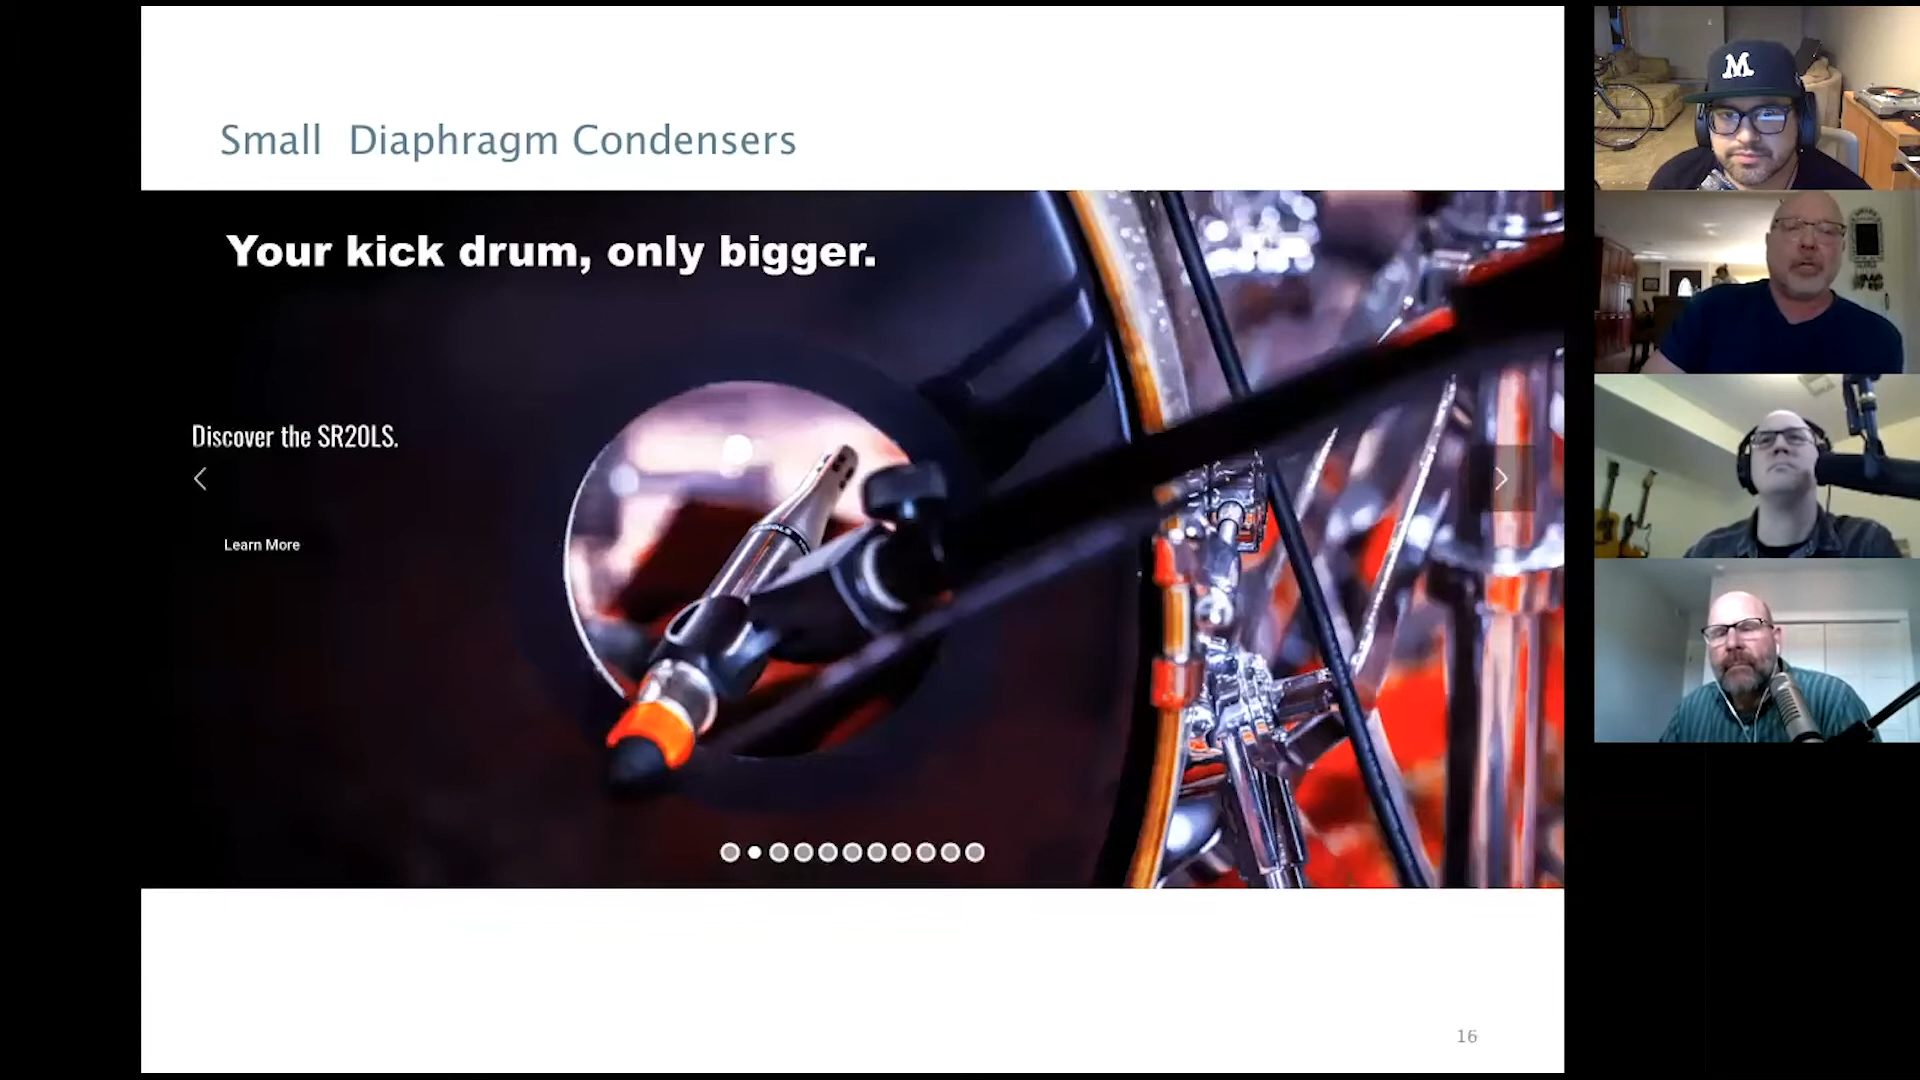 Small Diaphragm Condensers
Your kick drum, only bigger.
Discover the SR20LS.
Learn More
16
M